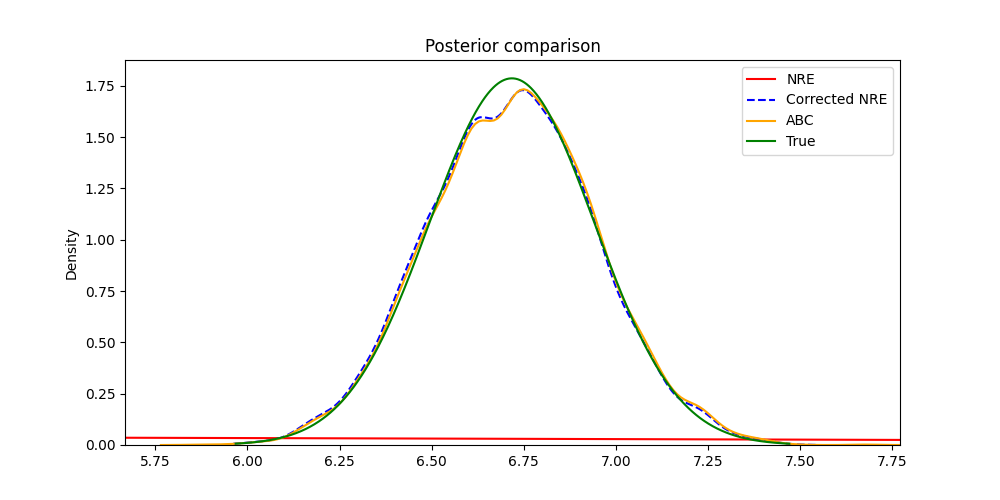 Posterior comparison
NRE
Corrected NRE
ABC
True
Density
1.75
1.50
1.25
1.00
0.75
0.50
0.25
0.00
5.75 6.00 6.25 6.50 6.75 7.00 7.25 7.50 7.75